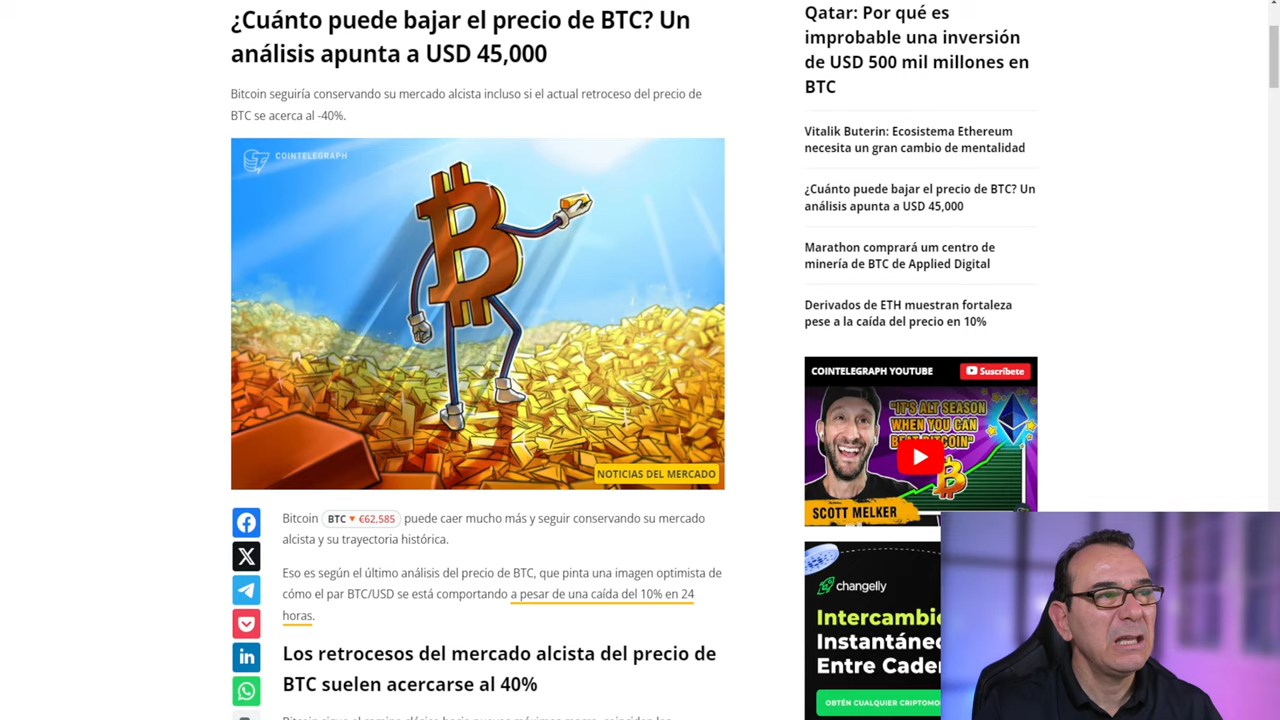 ¿Cuánto puede bajar el precio de BTC? Un
análisis apunta a USD 45,000
Bitcoin seguiría conservando su mercado alcista incluso si el actual retroceso del precio de
BTC se acerca al -40%.
COINTELEGRAPH
NOTICIAS DEL MERCADO
Bitcoin BTC ▼ €62,585 puede caer mucho más y seguir conservando su mercado
alcista y su trayectoria histórica.
Eso es según el último análisis del precio de BTC, que pinta una imagen optimista de
cómo el par BTC/USD se está comportando a pesar de una caída del 10% en 24
horas.
Los retrocesos del mercado alcista del precio de
BTC suelen acercarse al 40%
Qatar: Por qué es
improbable una inversión
de USD 500 mil millones en
BTC
Vitalik Buterin: Ecosistema Ethereum
necesita un gran cambio de mentalidad
¿Cuánto puede bajar el precio de BTC? Un
análisis apunta a USD 45,000
Marathon comprará um centro de
minería de BTC de Applied Digital
Derivados de ETH muestran fortaleza
pese a la caída del precio en 10%
COINTELEGRAPH YOUTUBE
Suscríbete
"IT'S ALT SEASON
WHEN YOU CAN
BEAT BITCOIN"
SCOTT MELKER
changelly
Intercambi
Instantáne
Entre Cade
OBTÉN CUALQUIER CRIPTOMO